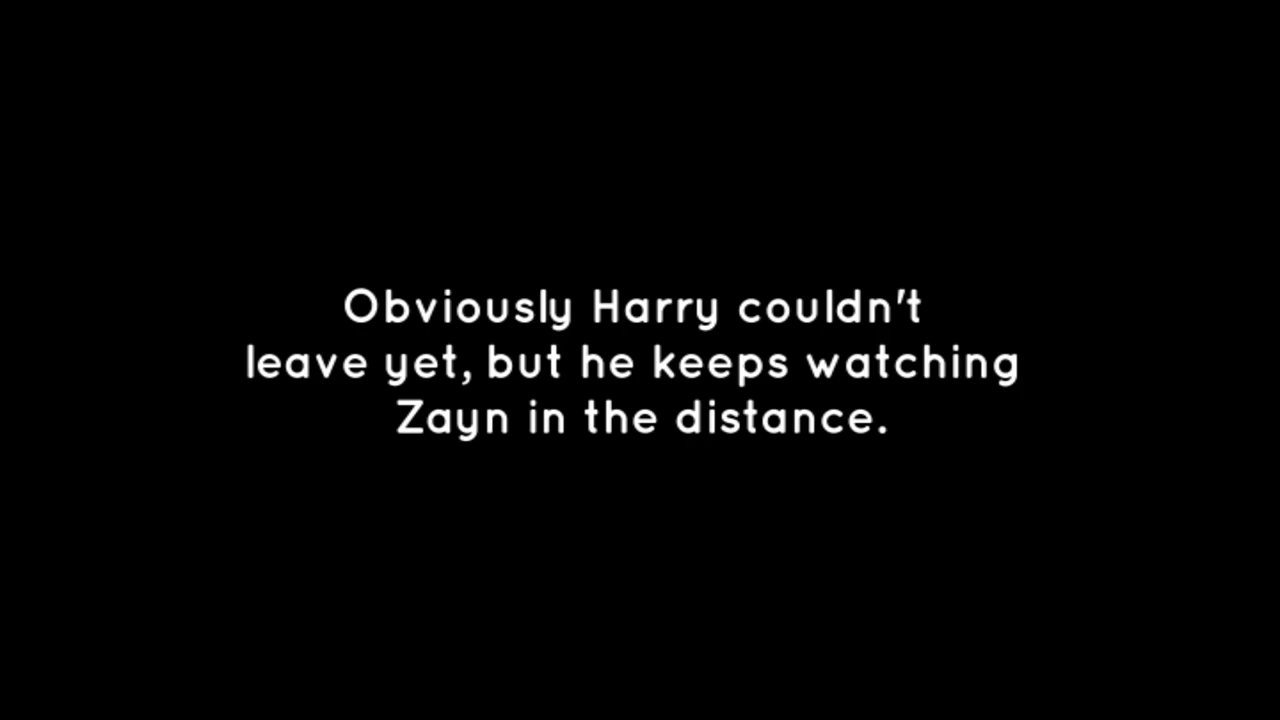 Obviously Harry couldn't
leave yet, but he keeps watching
Zayn in the distance.